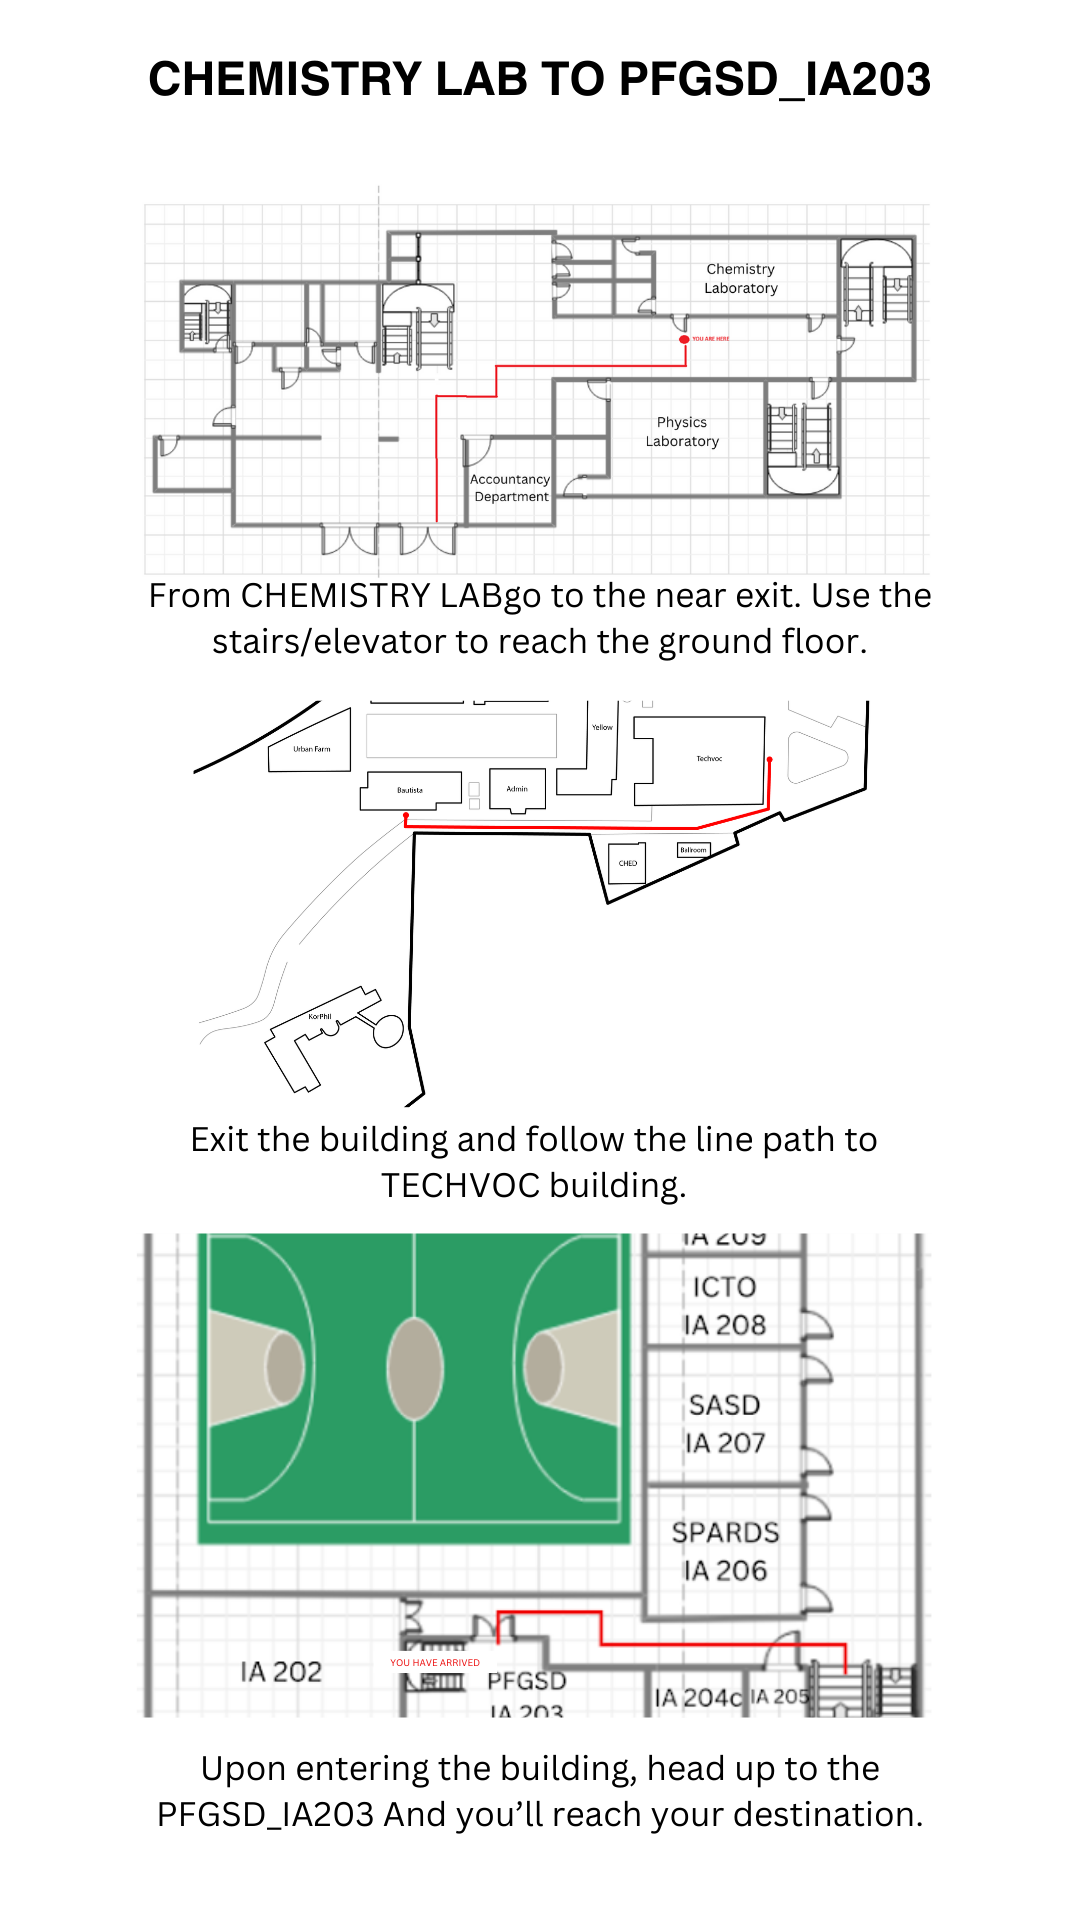 CHEMISTRY LAB TO PFGSD_IA203
Chemistry
Laboratory
YOU ARE HERE
Physics
Laboratory
Accountancy
Department
From CHEMISTRY LABgo to the near exit. Use the
stairs/elevator to reach the ground floor.
Yellow
Urban Farm
Techvoc
Bautista
Admin
CHED
Ballroom
KorPhil
Exit the building and follow the line path to
TECHVOC building.
IA 209
ICTO
IA 208
SASD
IA 207
SPARDS
IA 206
IA 202
YOU HAVE ARRIVED
PFGSD
IA 203
IA 204c
IA 205
Upon entering the building, head up to the
PFGSD_IA203 And you’ll reach your destination.